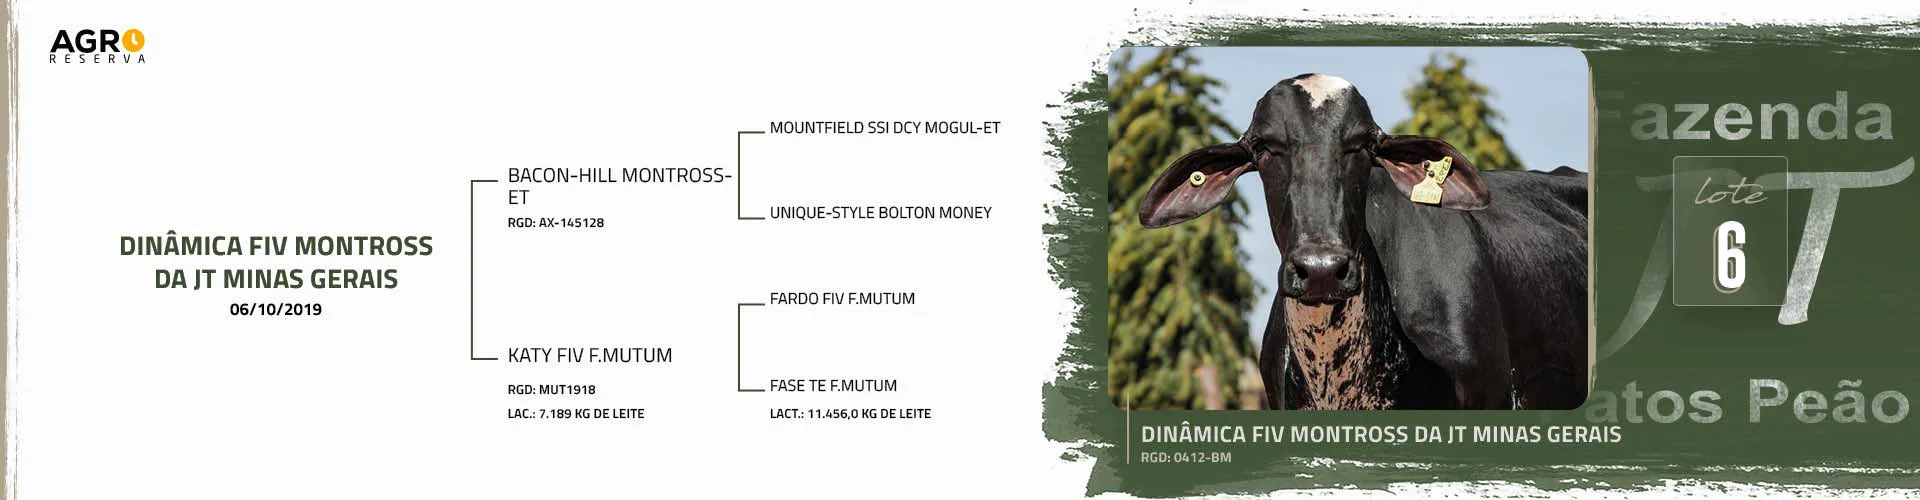 AGRO
RESERVA
DINÂMICA FIV MONTROSS
DA JT MINAS GERAIS
06/10/2019
BACON-HILL MONTROSS-
ET
RGD: AX-145128
KATY FIV F.MUTUM
RGD: MUT1918
LAC.: 7.189 KG DE LEITE
MOUNTFIELD SSI DCY MOGUL-ET
UNIQUE-STYLE BOLTON MONEY
FARDO FIV F.MUTUM
FASE TE F.MUTUM
LACT.: 11.456,0 KG DE LEITE
Fazenda
JT
lote
6
Patos Peão
DINÂMICA FIV MONTROSS DA JT MINAS GERAIS
RGD: 0412-BM